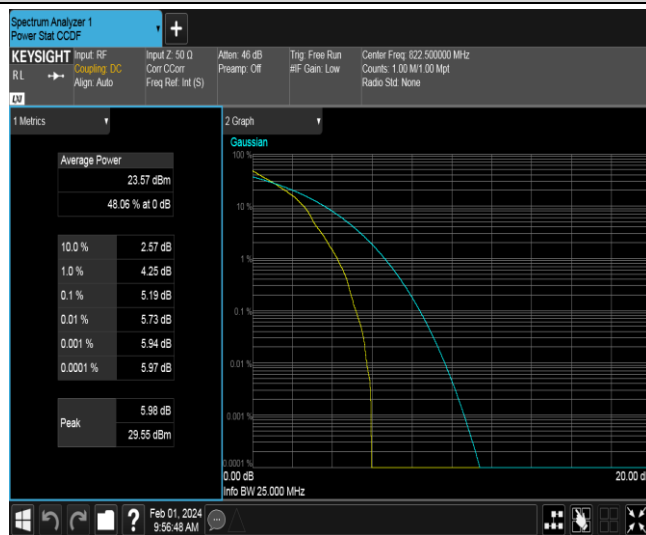 Spectrum Analyzer 1
Power Stat CCDF
KEYSIGHT
RL
LXI
Input: RF
Coupling: DC
Align: Auto
Input Z: 50 Ω
Corr CCorr
Freq Ref: Int (S)
Atten: 46 dB
Preamp: Off
Trig: Free Run
#IF Gain: Low
Center Freq: 822.500000 MHz
Counts: 1.00 M/1.00 Mpt
Radio Std: None
1 Metrics
Average Power
23.57 dBm
48.06 % at 0 dB
10.0 % 2.57 dB
1.0 % 4.25 dB
0.1 % 5.19 dB
0.01 % 5.73 dB
0.001 % 5.94 dB
0.0001 % 5.97 dB
Peak
5.98 dB
29.55 dBm
2 Graph
Gaussian
100 %
10 %
1 %
0.1 %
0.01 %
0.001 %
0.0001 %
0.00 dB 20.00 d
Info BW 25.000 MHz
?
Feb 01, 2024
9:56:48 AM